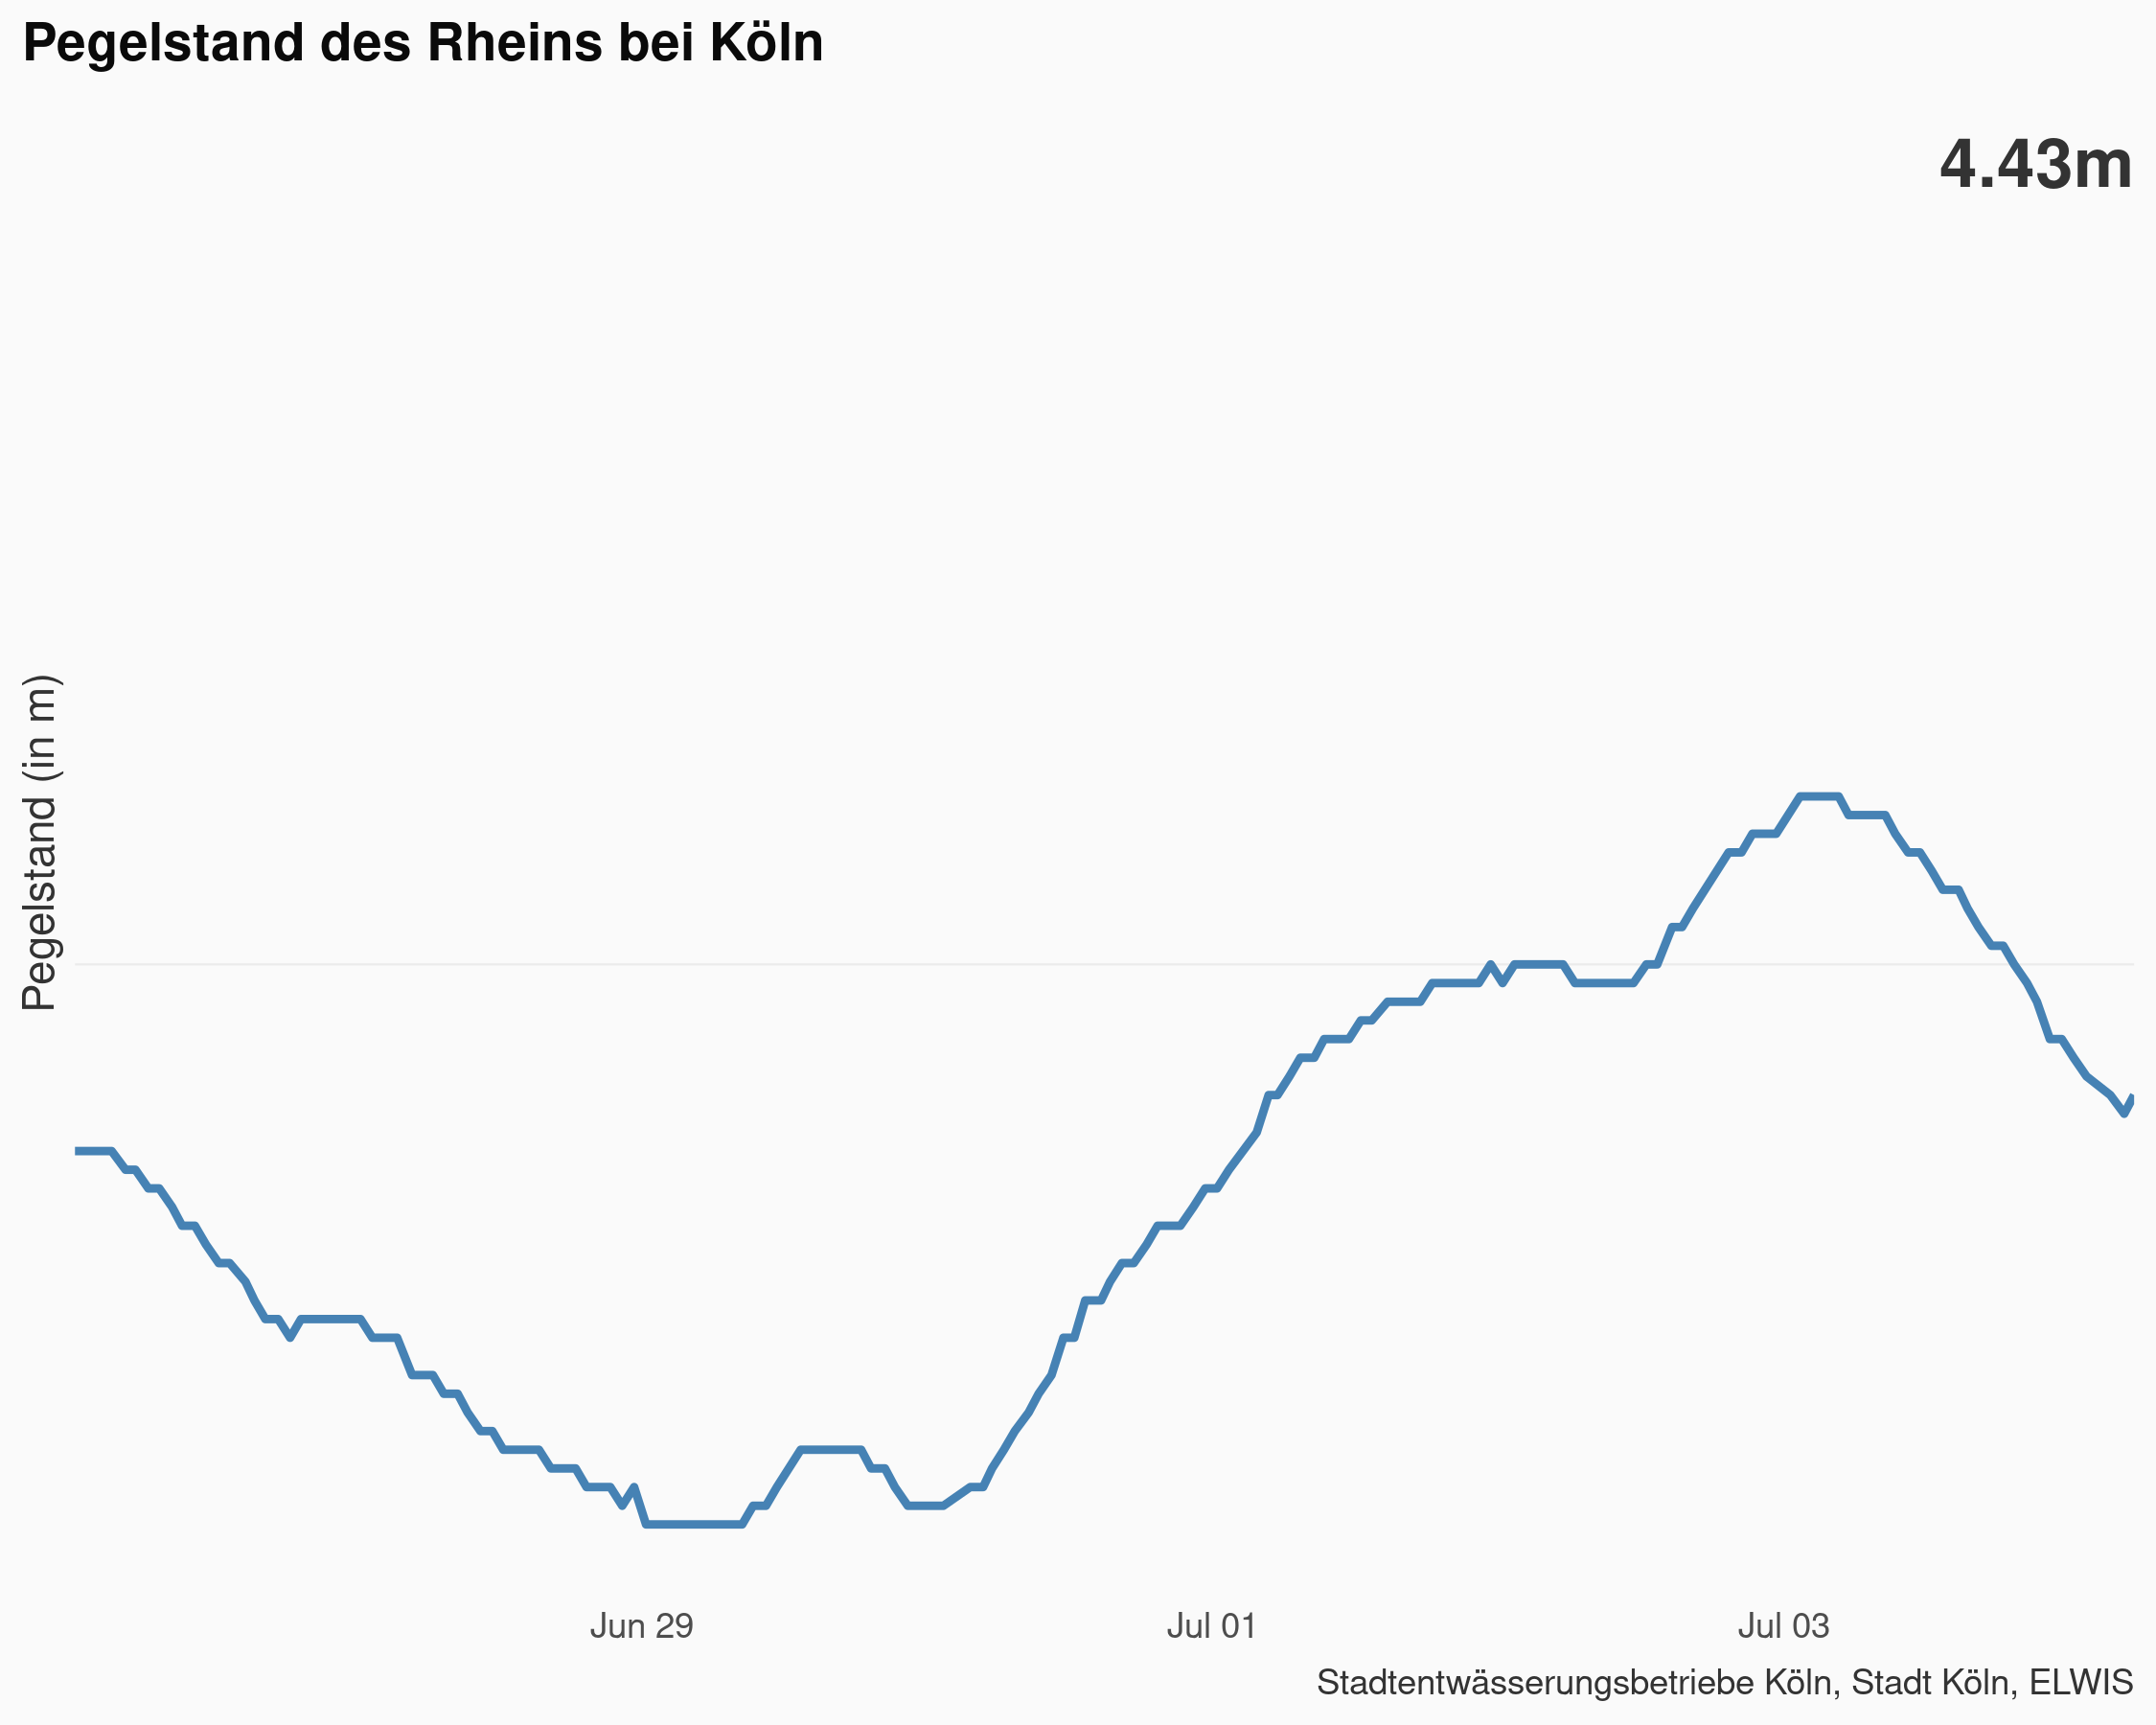 Pegelstand des Rheins bei Köln
4.43m
Pegelstand (in m)
Jun 29
Jul 01
Jul 03
Stadtentwässerungsbetriebe Köln, Stadt Köln, ELWIS